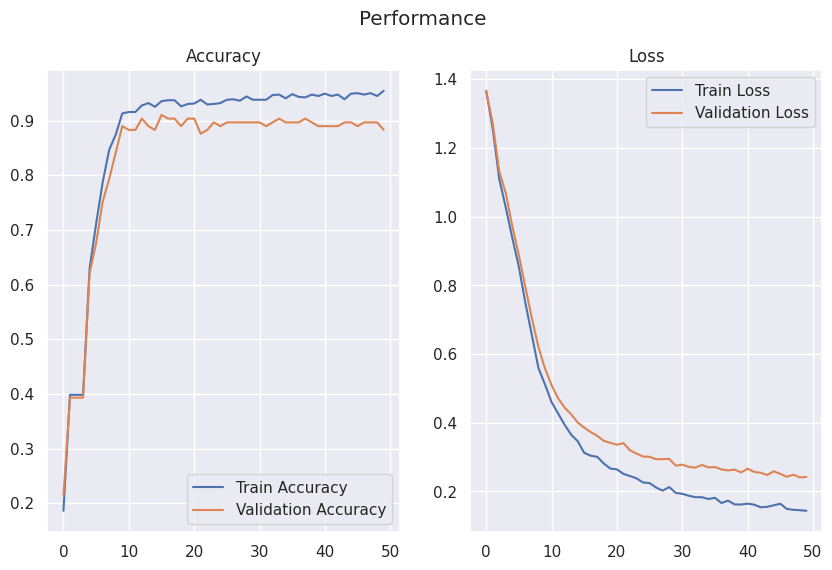 Performance
Accuracy
0.9
0.8
0.7
0.6
0.5
0.4
0.3
0.2
0 10 20 30 40 50
Train Accuracy
Validation Accuracy
Loss
1.4
1.2
1.0
0.8
0.6
0.4
0.2
0 10 20 30 40 50
Train Loss
Validation Loss